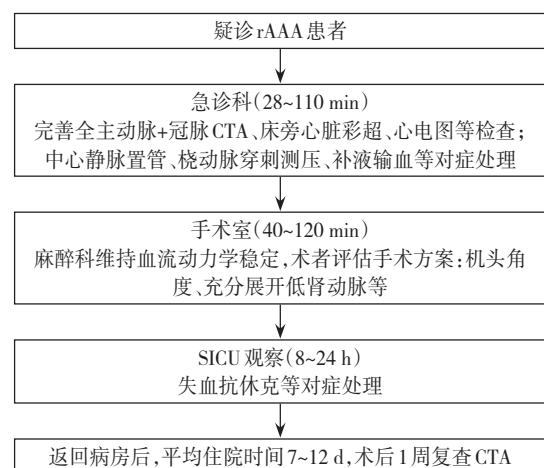 疑诊rAAA患者
急诊科(28~110 min)
完善全主动脉+冠脉CTA、床旁心脏彩超、心电图等检查;
中心静脉置管、桡动脉穿刺测压、补液输血等对症处理
手术室(40~120 min)
麻醉科维持血流动力学稳定,术者评估手术方案:机头角
度、充分展开低肾动脉等
SICU观察(8~24 h)
失血抗休克等对症处理
返回病房后,平均住院时间7~12 d,术后1周复查CTA